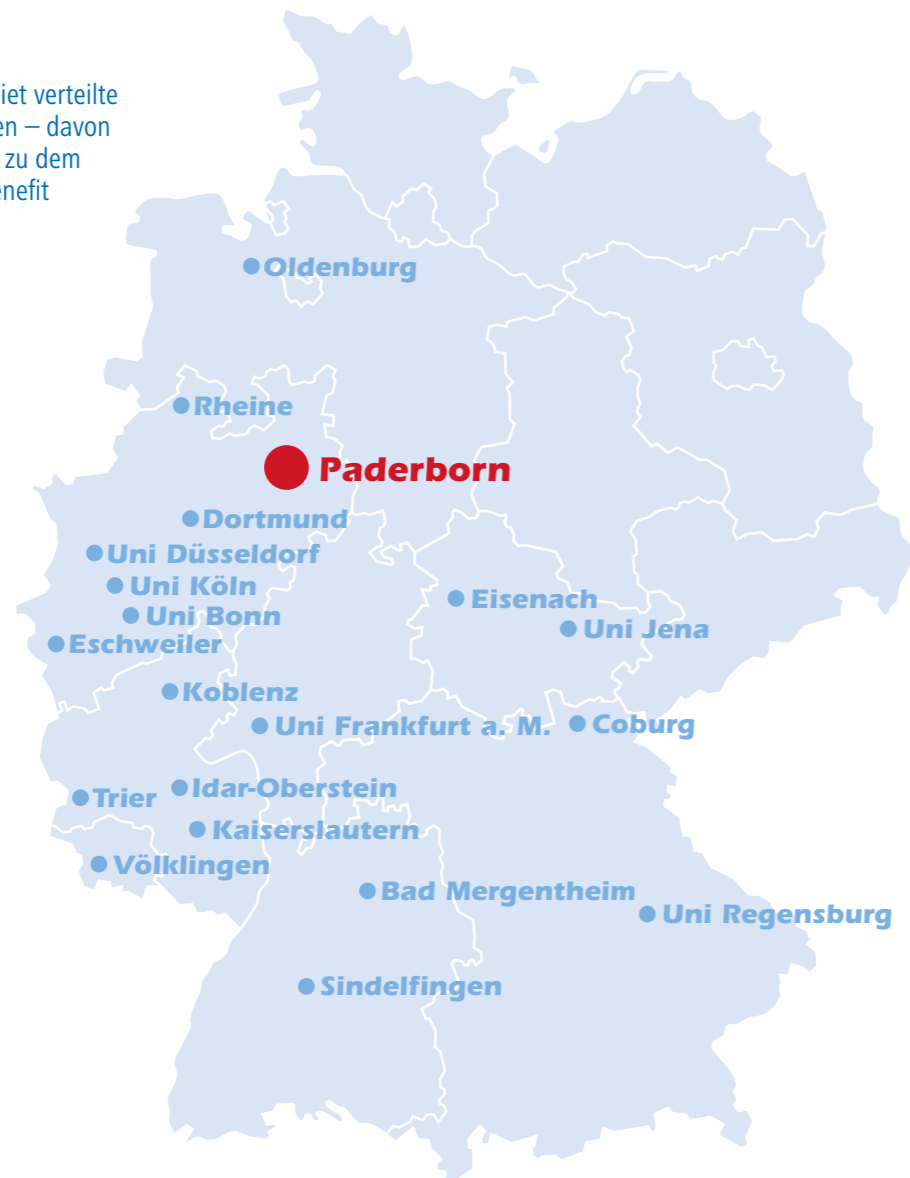 iet verteilte
en – davon
zu dem
enefit
Oldenburg
Rheine
Paderborn
Dortmund
Uni Düsseldorf
Uni Köln
Uni Bonn
Eschweiler
Eisenach
Uni Jena
Koblenz
Uni Frankfurt a. M.
Coburg
Trier
Idar-Oberstein
Kaiserslautern
Völklingen
Bad Mergentheim
Uni Regensburg
Sindelfingen